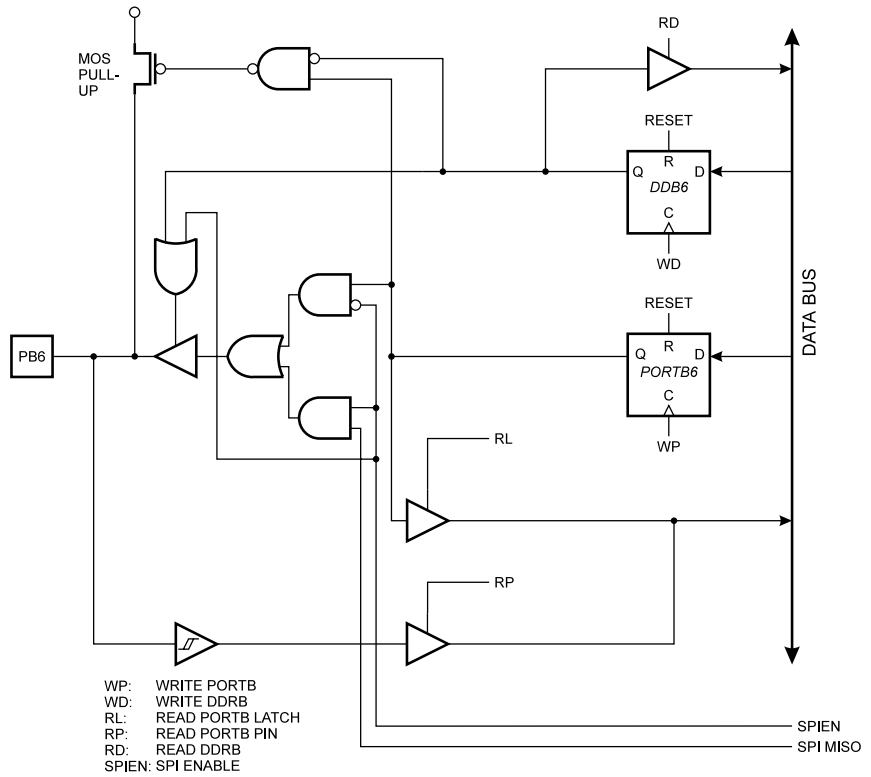 RD
MOS
PULL-
UP
RESET
R
Q
D
DDB6
C
WD
RESET
R
Q
D
PORTB6
C
WP
DATA BUS
PB6
RL
RP
WP: WRITE PORTB
WD: WRITE DDRB
RL: READ PORTB LATCH
RP: READ PORTB PIN
RD: READ DDRB
SPIEN: SPI ENABLE
SPIEN
SPI MISO